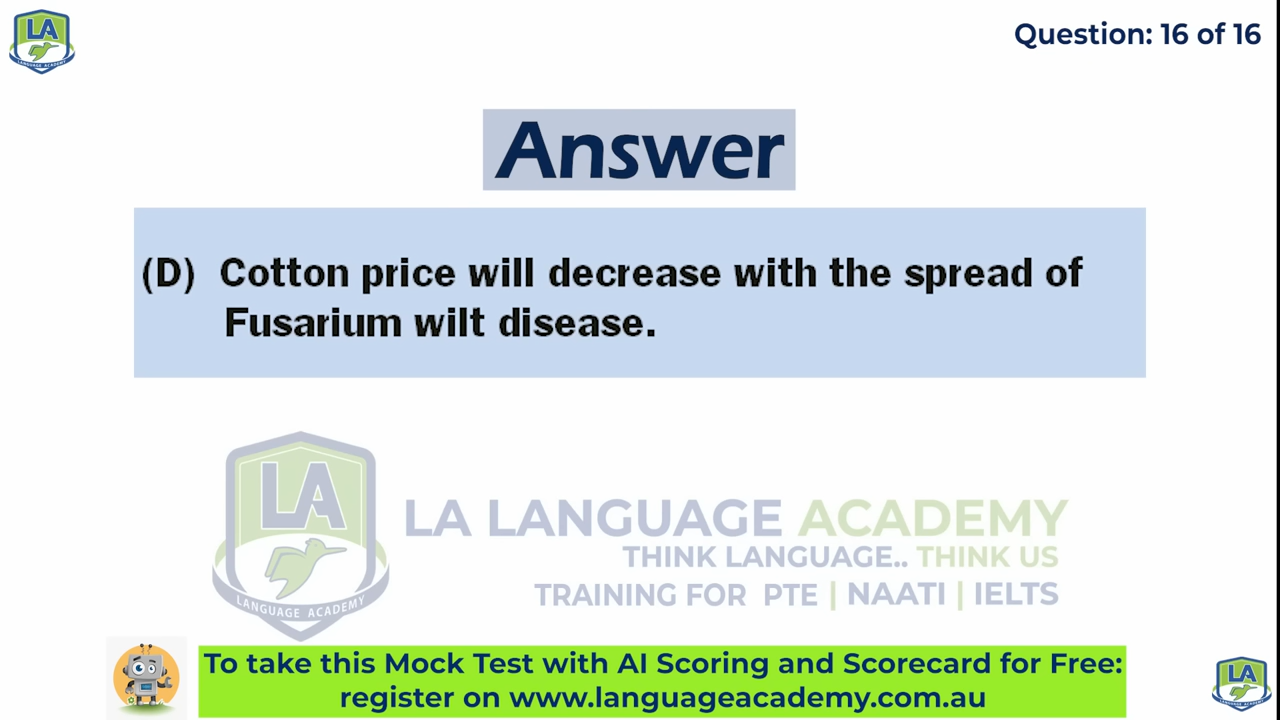 LA
LANGUAGE ACADEMY
Question: 16 of 16
Answer
(D) Cotton price will decrease with the spread of
Fusarium wilt disease.
LA
LANGUAGE ACADEMY
LA LANGUAGE ACADEMY
THINK LANGUAGE.. THINK US
TRAINING FOR PTE | NAATI | IELTS
To take this Mock Test with AI Scoring and Scorecard for Free:
register on www.languageacademy.com.au
LA
LANGUAGE ACADEMY